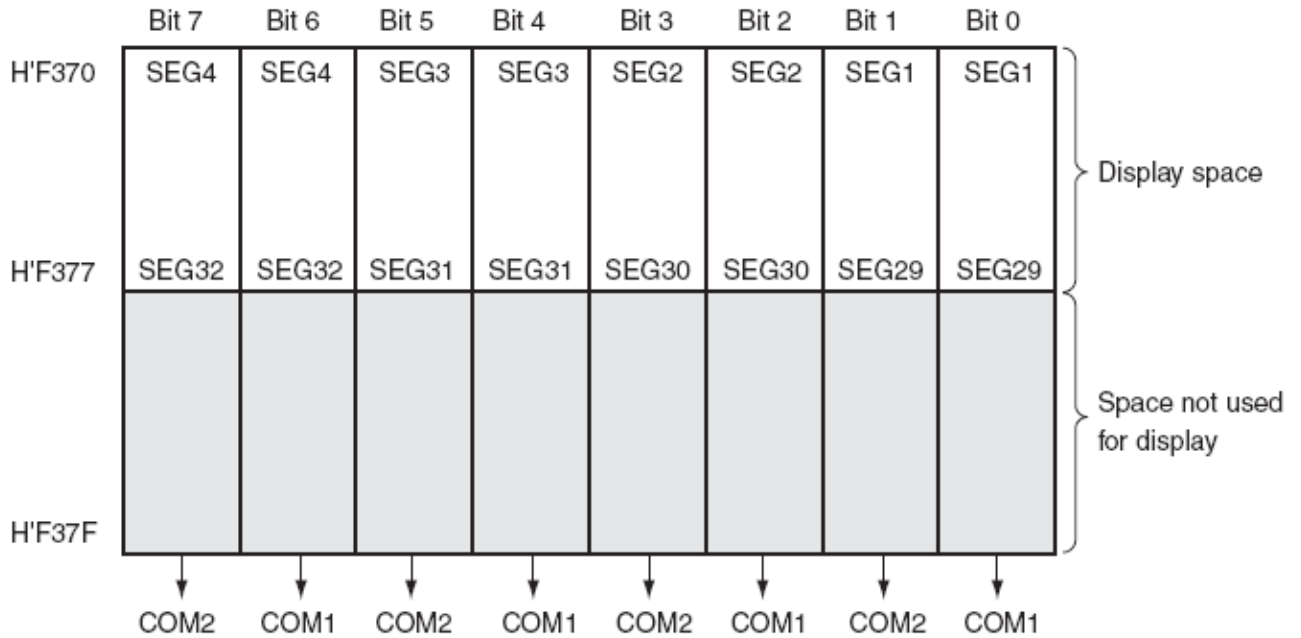 Bit 7 Bit 6 Bit 5 Bit 4 Bit 3 Bit 2 Bit 1 Bit 0
H'F370 SEG4 SEG4 SEG3 SEG3 SEG2 SEG2 SEG1 SEG1
Display space
H'F377 SEG32 SEG32 SEG31 SEG31 SEG30 SEG30 SEG29 SEG29
Space not used
for display
H'F37F
COM2 COM1 COM2 COM1 COM2 COM1 COM2 COM1